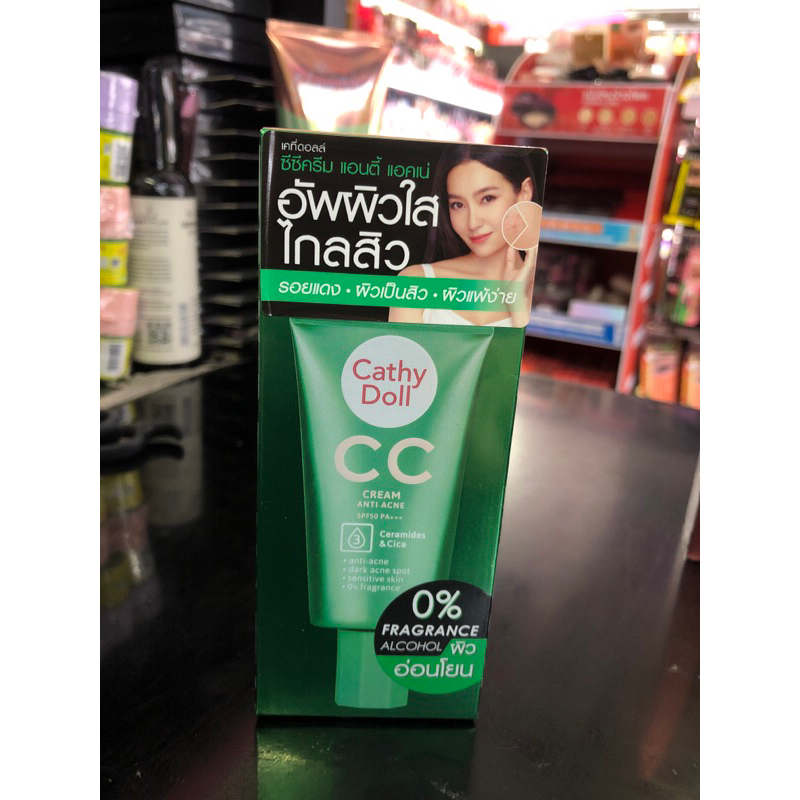 เคที่ดอลล์
ซีซีครีม แอนตี้ แอคเน่
อัพผิวใส
ไกลสิว
รอยแดง • ผิวเป็นสิว • ผิวแพ้ง่าย
Cathy
Doll
CC
CREAM
ANTI ACNE
SPF50 PA+++
3
Ceramides
&Cica
• anti-acne
• dark acne spot
• sensitive skin
• 0% fragrance
0%
FRAGRANCE
ALCOHOL ผิว
อ่อนโยน